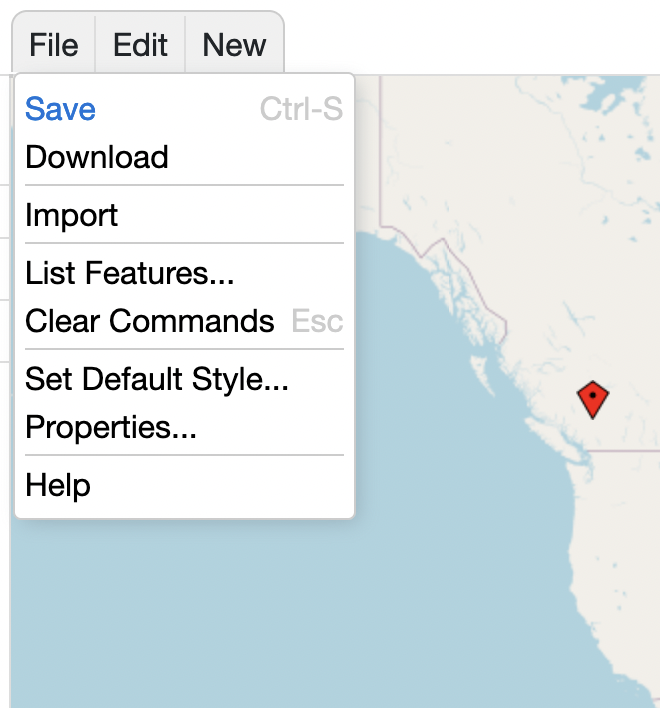 File Edit New
Save Ctrl-S
Download
Import
List Features...
Clear Commands Esc
Set Default Style...
Properties...
Help